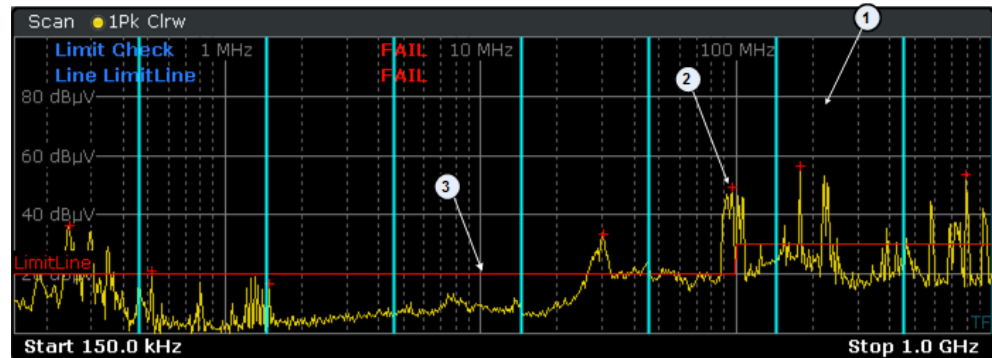 Scan 1Pk Clrw
1
Limit Check 1 MHz FAIL 10 MHz 100 MHz
Line LimitLine FAIL
2
80 dBµV
60 dBµV
3
40 dBµV
LimitLine
20 dBµV
TF
Start 150.0 kHz Stop 1.0 GHz